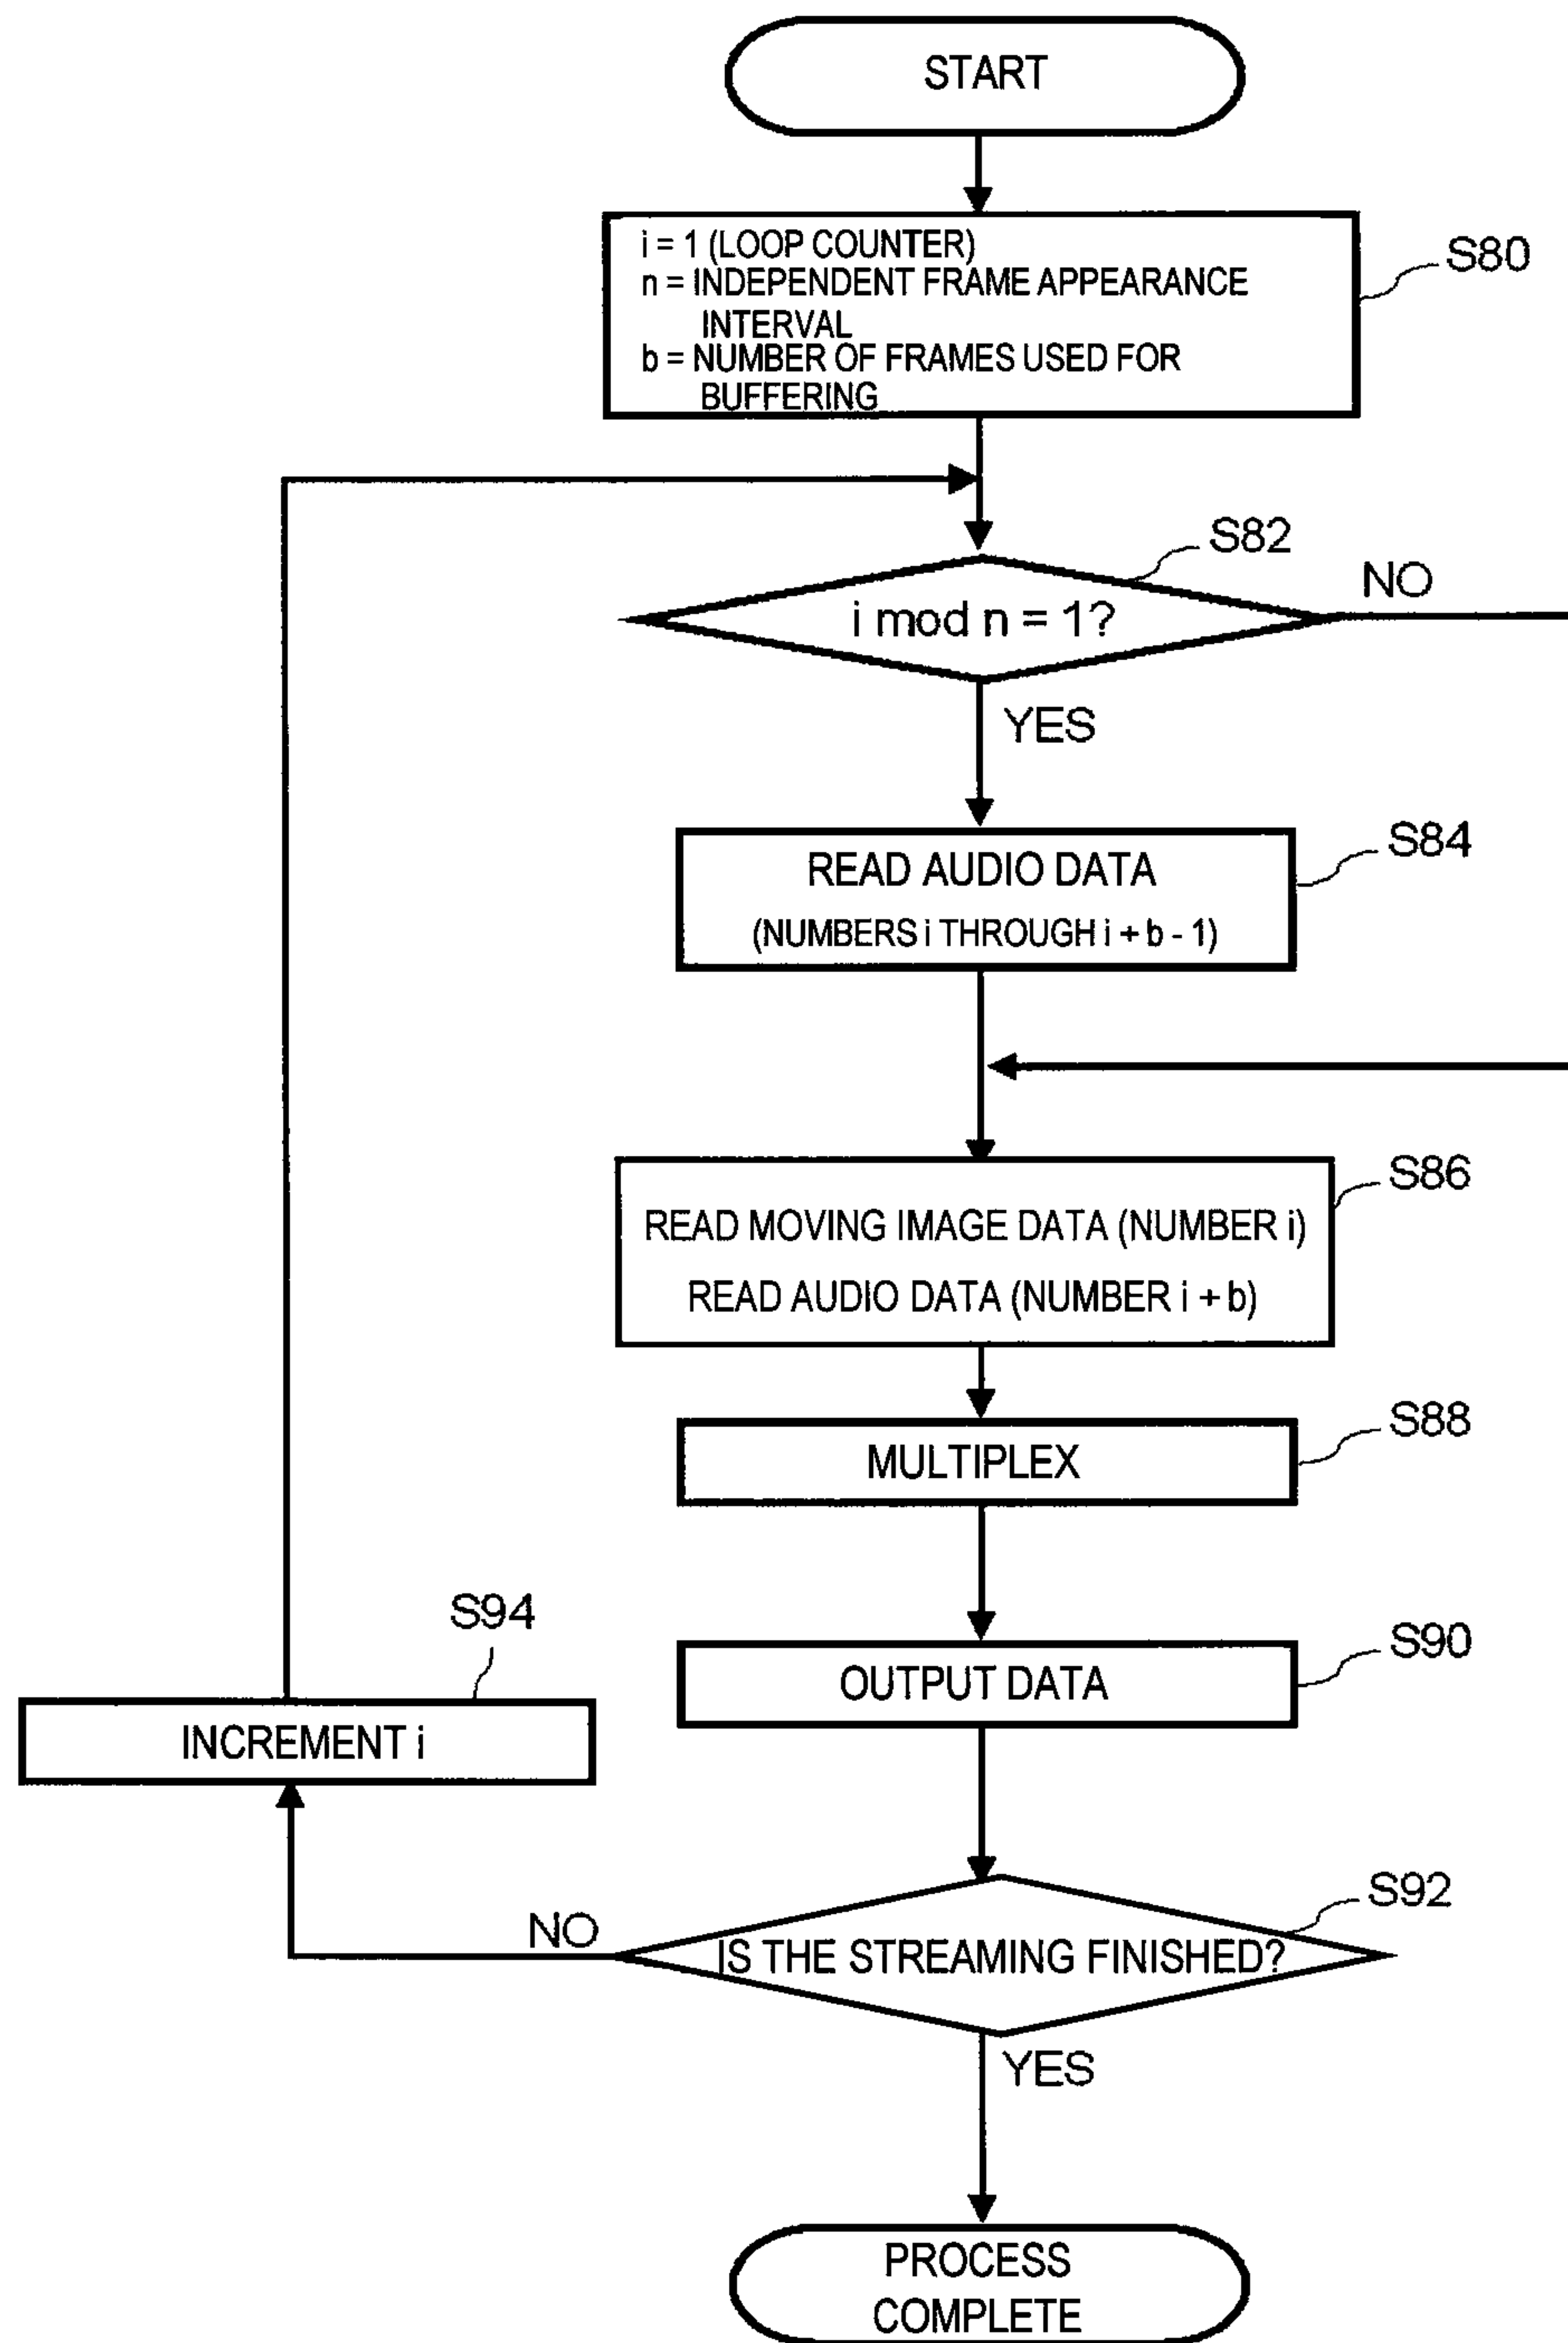 START
i = 1 (LOOP COUNTER)
n = INDEPENDENT FRAME APPEARANCE
INTERVAL
b = NUMBER OF FRAMES USED FOR
BUFFERING
S80
S82
i mod n = 1?
NO
YES
S84
READ AUDIO DATA
(NUMBERS i THROUGH i + b - 1)
S86
READ MOVING IMAGE DATA (NUMBER i)
READ AUDIO DATA (NUMBER i + b)
S88
MULTIPLEX
S90
OUTPUT DATA
S94
INCREMENT i
S92
NO
IS THE STREAMING FINISHED?
YES
PROCESS
COMPLETE